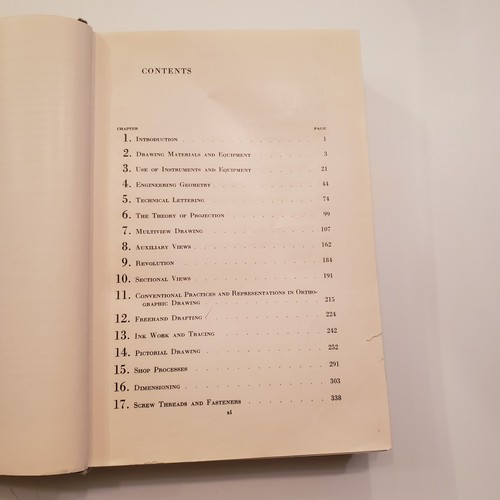 CONTENTS
CHAPTER PAGE
1. INTRODUCTION . . . . . . . . . . . . . 1
2. DRAWING MATERIALS AND EQUIPMENT . . . . . . 3
3. USE OF INSTRUMENTS AND EQUIPMENT . . . . . . 21
4. ENGINEERING GEOMETRY . . . . . . . . . 44
5. TECHNICAL LETTERING . . . . . . . . . . 74
6. THE THEORY OF PROJECTION . . . . . . . . 99
7. MULTIVIEW DRAWING . . . . . . . . . . 107
8. AUXILIARY VIEWS . . . . . . . . . . . 162
9. REVOLUTION . . . . . . . . . . . . . 184
10. SECTIONAL VIEWS . . . . . . . . . . . 191
11. CONVENTIONAL PRACTICES AND REPRESENTATIONS IN ORTHO-
GRAPHIC DRAWING . . . . . . . . . . 215
12. FREEHAND DRAFTING . . . . . . . . . . 224
13. INK WORK AND TRACING . . . . . . . . . 242
14. PICTORIAL DRAWING . . . . . . . . . . 252
15. SHOP PROCESSES . . . . . . . . . . . 291
16. DIMENSIONING . . . . . . . . . . . . 303
17. SCREW THREADS AND FASTENERS . . . . . . . 338
xi